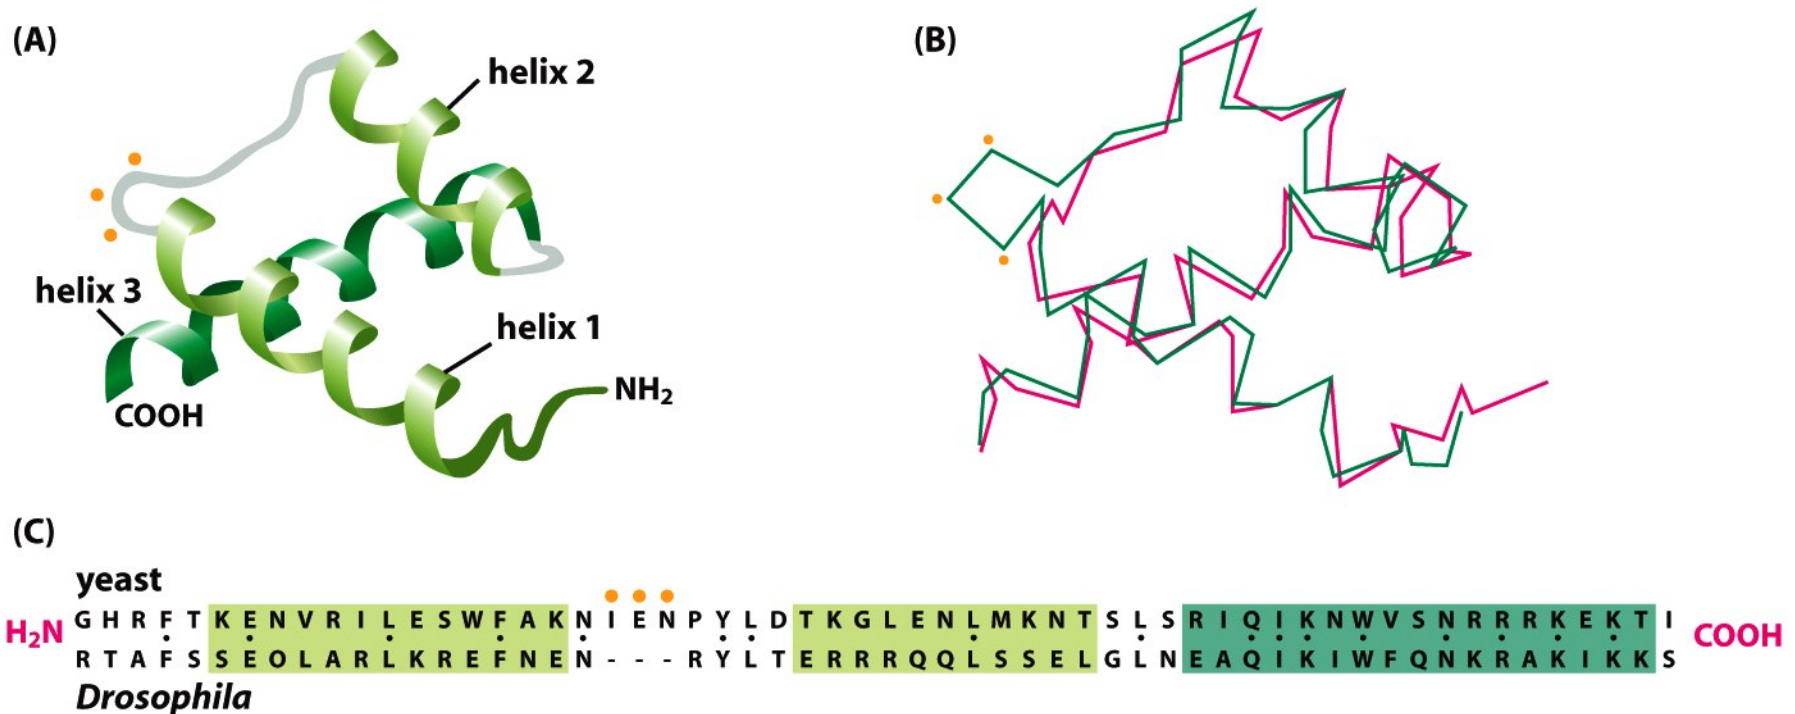 (A)
helix 2
helix 3
helix 1
NH₂
COOH
(B)
(C)
yeast
G H R F T K E N V R I L E S W F A K N I E N P Y L D T K G L E N L M K N T S L S R I Q I K N W V S N R R R K E K T I
H₂N COOH
R T A F S S E O L A R L K R E F N E N - - - R Y L T E R R R Q Q L S S E L G L N E A Q I K I W F Q N K R A K I K K S
Drosophila